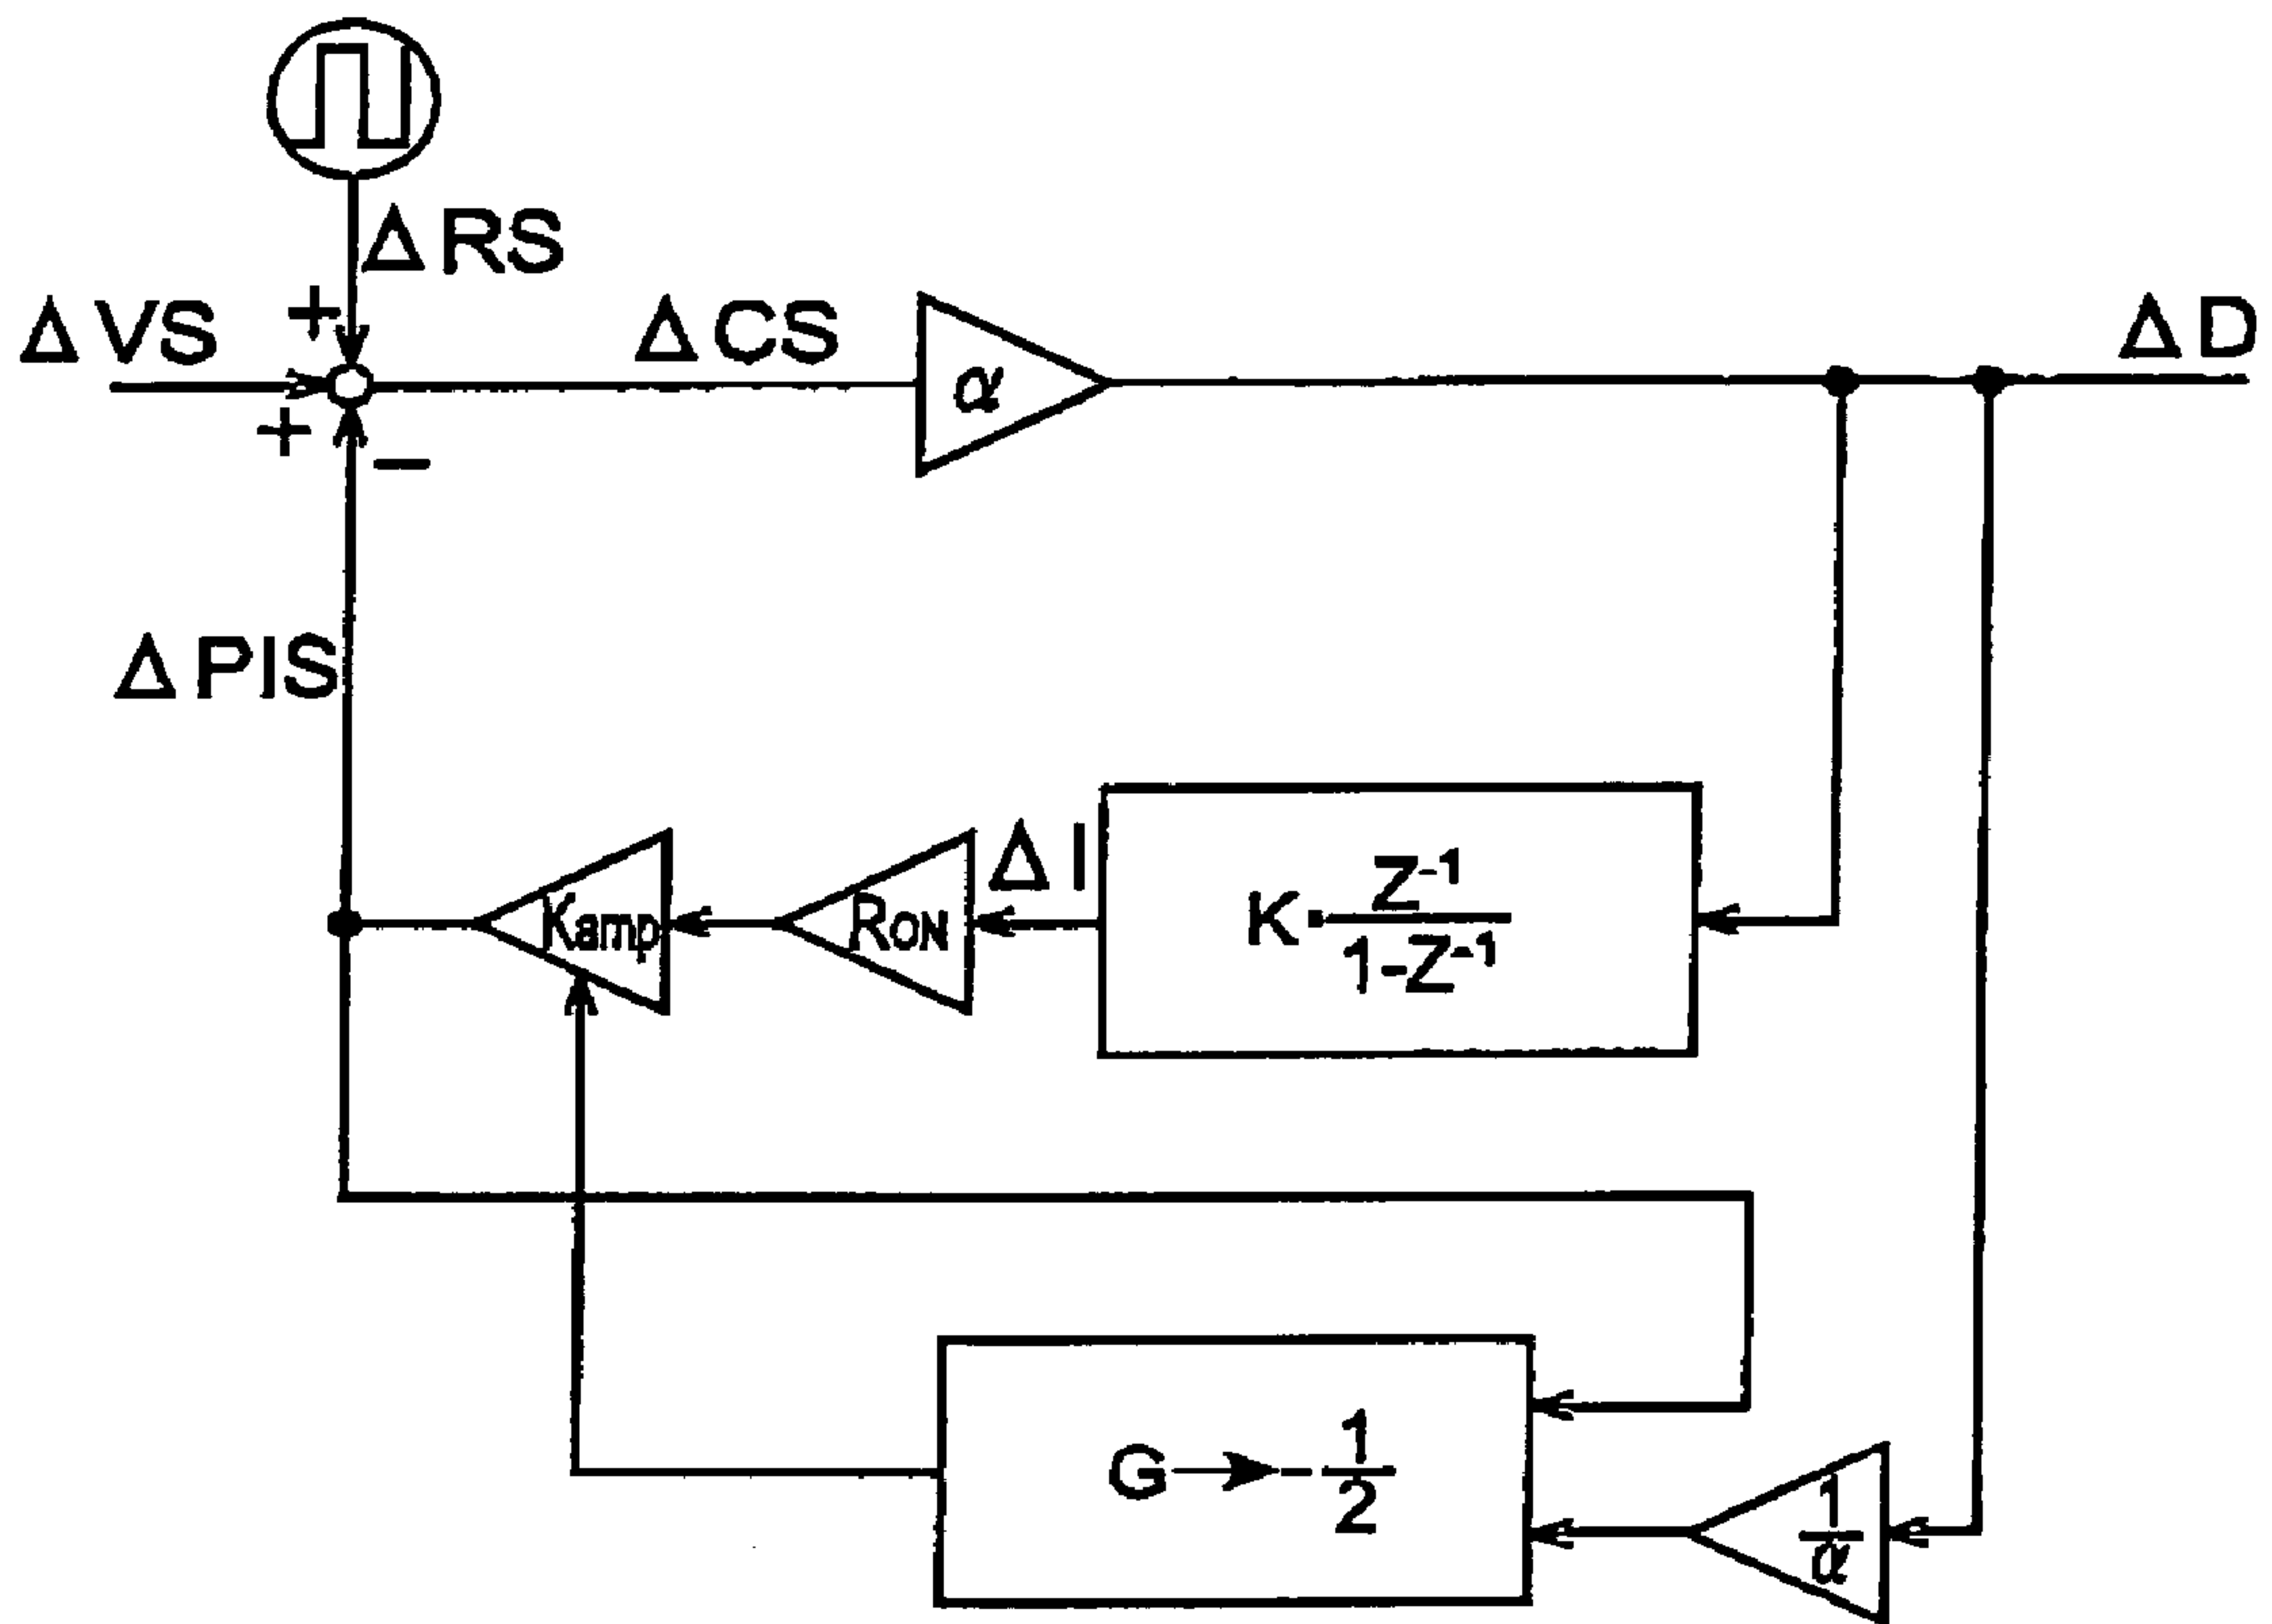 ΔRS
+
ΔVS
ΔCS
α
ΔD
+
−
ΔPIS
Kamp
RON
ΔI
K·Z⁻¹/1-Z⁻¹
G→-1/2
1/α